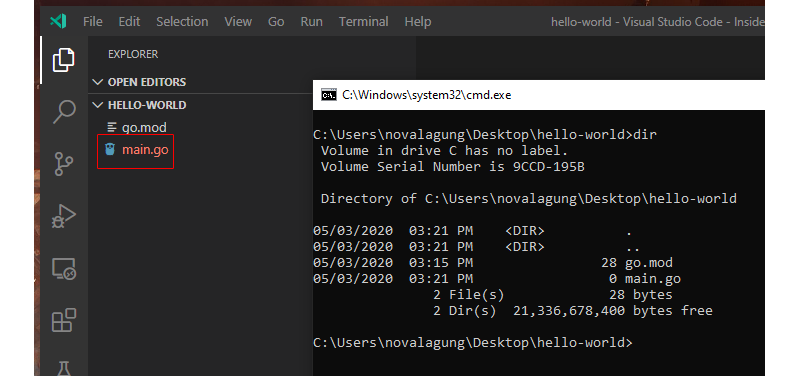 File Edit Selection View Go Run Terminal Help hello-world - Visual Studio Code - Inside
EXPLORER
OPEN EDITORS
HELLO-WORLD
go.mod
main.go
C:\Windows\system32\cmd.exe
C:\Users\novalagung\Desktop\hello-world>dir
Volume in drive C has no label.
Volume Serial Number is 9CCD-195B
Directory of C:\Users\novalagung\Desktop\hello-world
05/03/2020 03:21 PM <DIR> .
05/03/2020 03:21 PM <DIR> ..
05/03/2020 03:15 PM 28 go.mod
05/03/2020 03:21 PM 0 main.go
2 File(s) 28 bytes
2 Dir(s) 21,336,678,400 bytes free
C:\Users\novalagung\Desktop\hello-world>